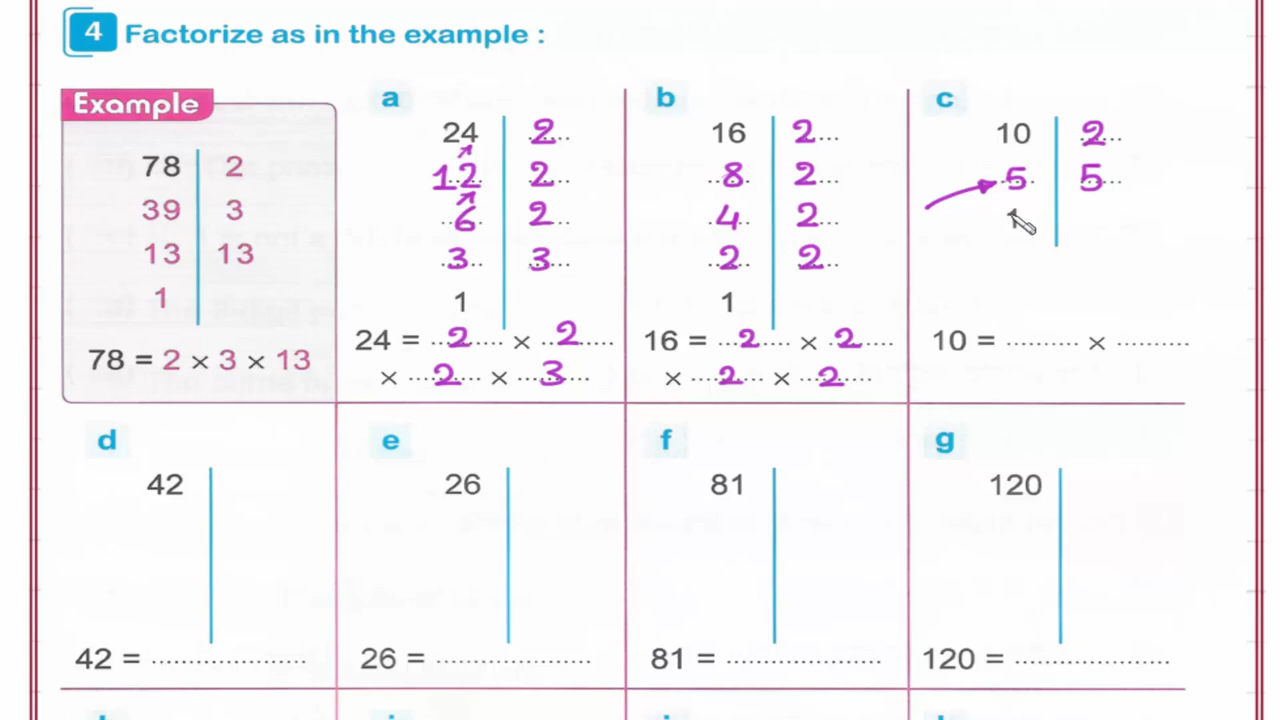 4 Factorize as in the example :
Example
78 2
39 3
13 13
1
78 = 2 × 3 × 13
a
24 2
12 2
6 2
3 3
1
24 = 2 × 2
× 2 × 3
b
16 2
8 2
4 2
2 2
1
16 = 2 × 2
× 2 × 2
c
10 2
5 5
1
10 = ........... × ...............
d
42
42 = .......................
e
26
26 = .......................
f
81
81 = .......................
g
120
120 = .......................